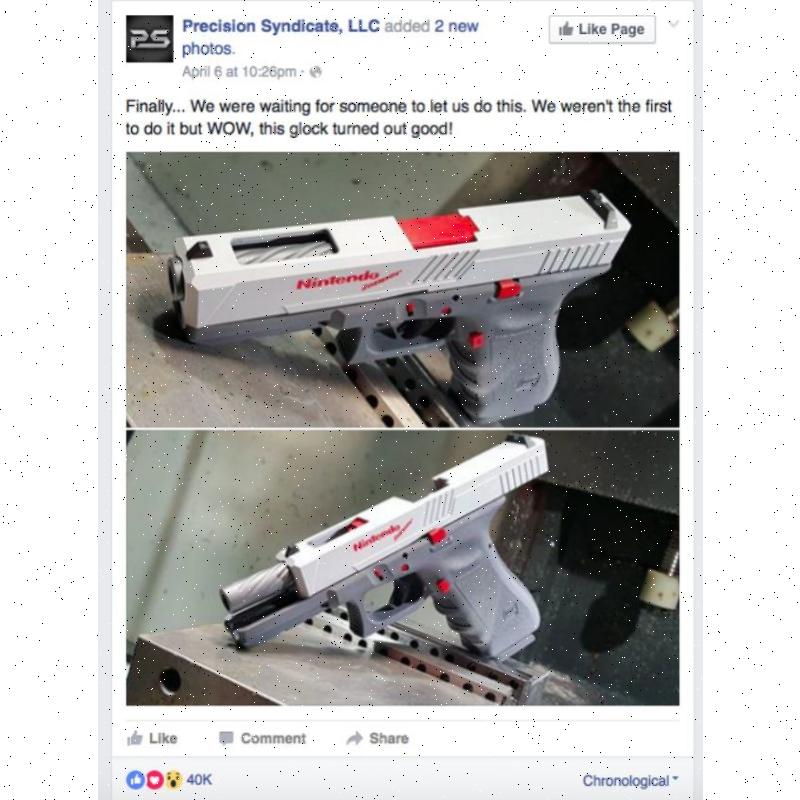 PS
Precision Syndicate, LLC added 2 new
photos.
April 6 at 10:26pm ·
Like Page
Finally... We were waiting for someone to let us do this. We weren't the first
to do it but WOW, this glock turned out good!
Nintendo
Nintendo
Like
Comment
Share
40K
Chronological